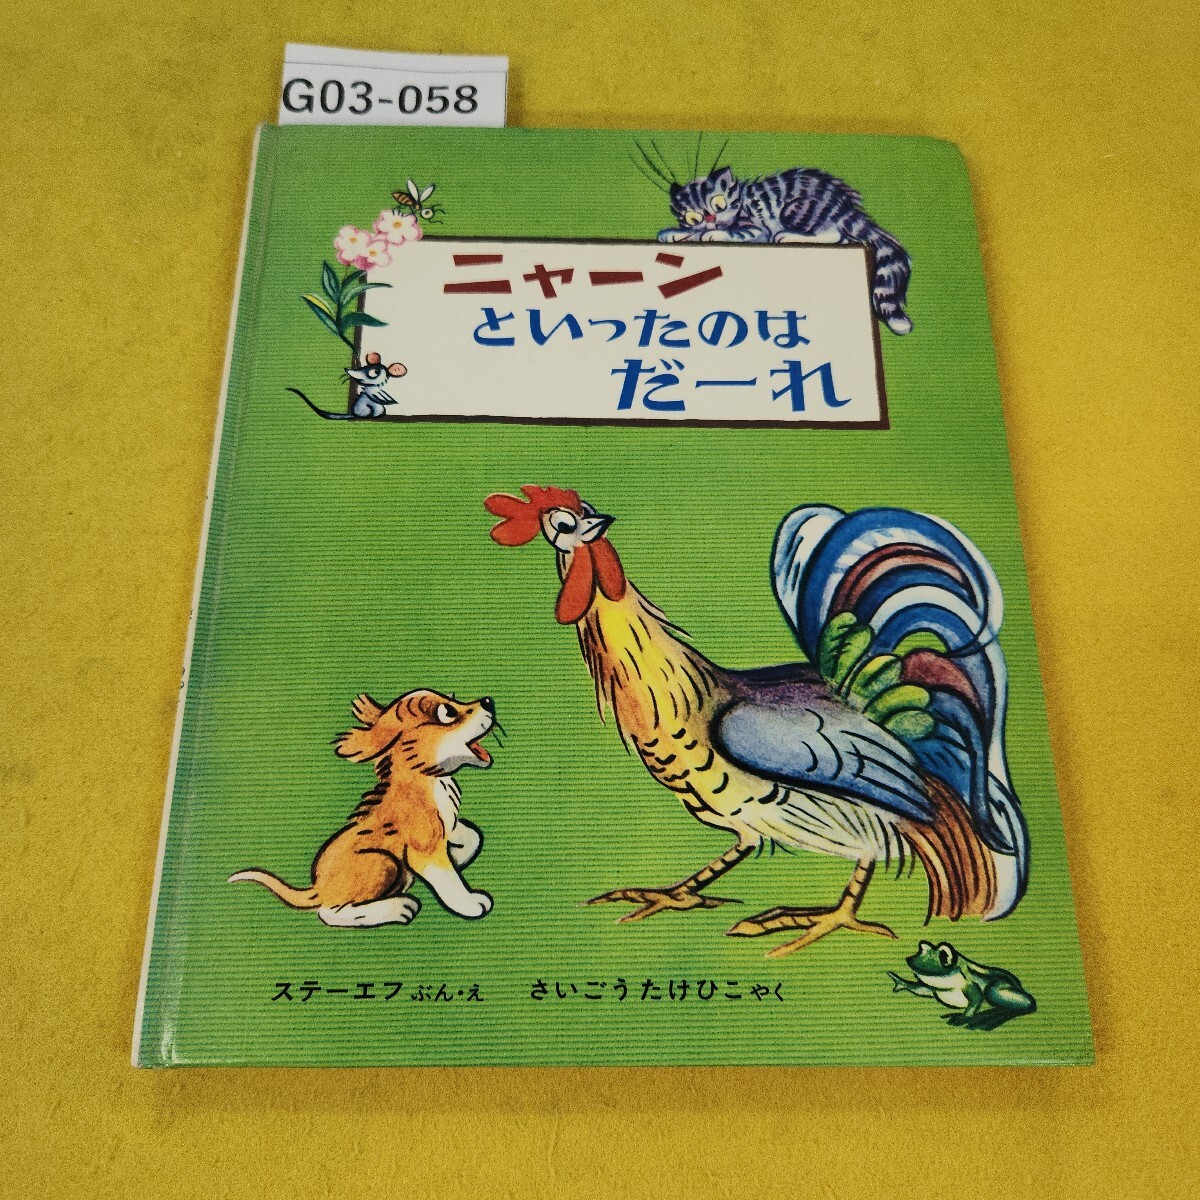 G03-058
ニャーン
といったのは
だーれ
ステーエフ ぶん・え　さいごうたけひこ やく